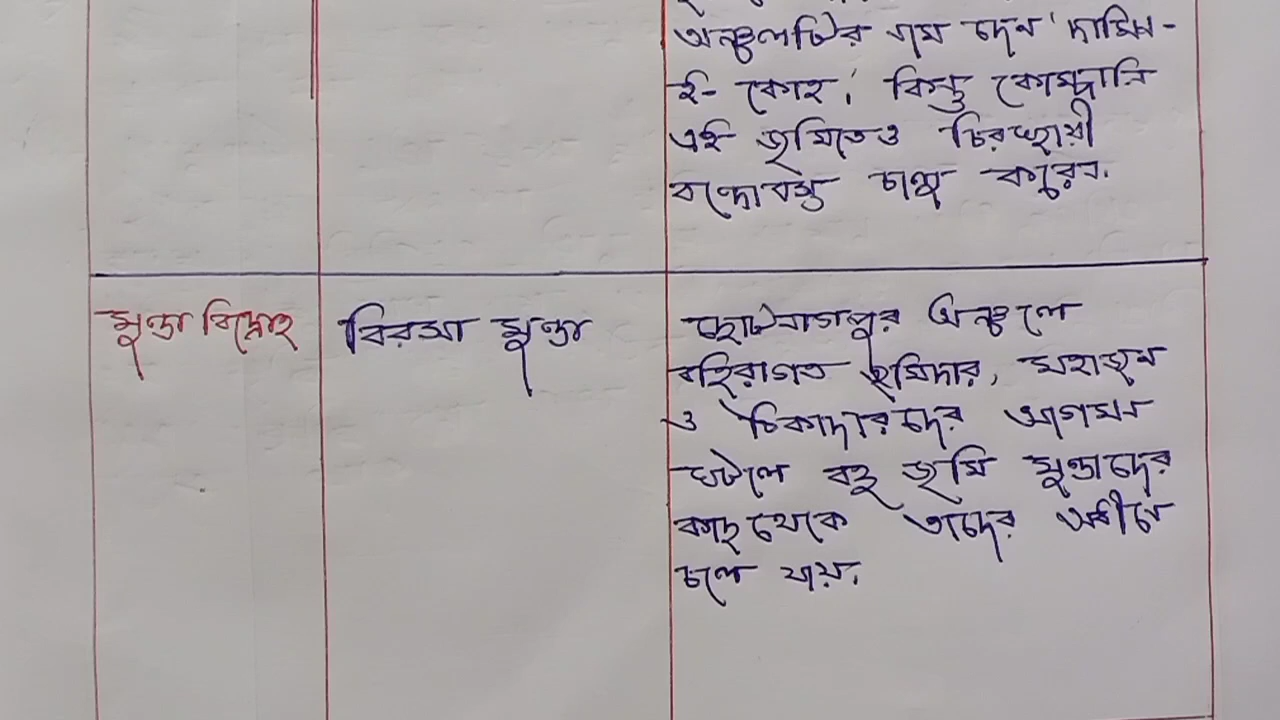 অঞ্চলটির নাম দেন 'দামিন-
ই- কোহ'। কিন্তু কোম্পানি
এই ভূমিতেও চিরস্থায়ী
বন্দোবস্ত চালু করেন।
মুন্ডা বিদ্রোহ
বিরসা মুন্ডা
ছোটনাগপুর অঞ্চলে
বহিরাগত জমিদার, মহাজন
ও ঠিকাদারদের আগমন
ঘটলে বহু জমি মুন্ডাদের
কাছ থেকে তাদের অধীনে
চলে যায়।